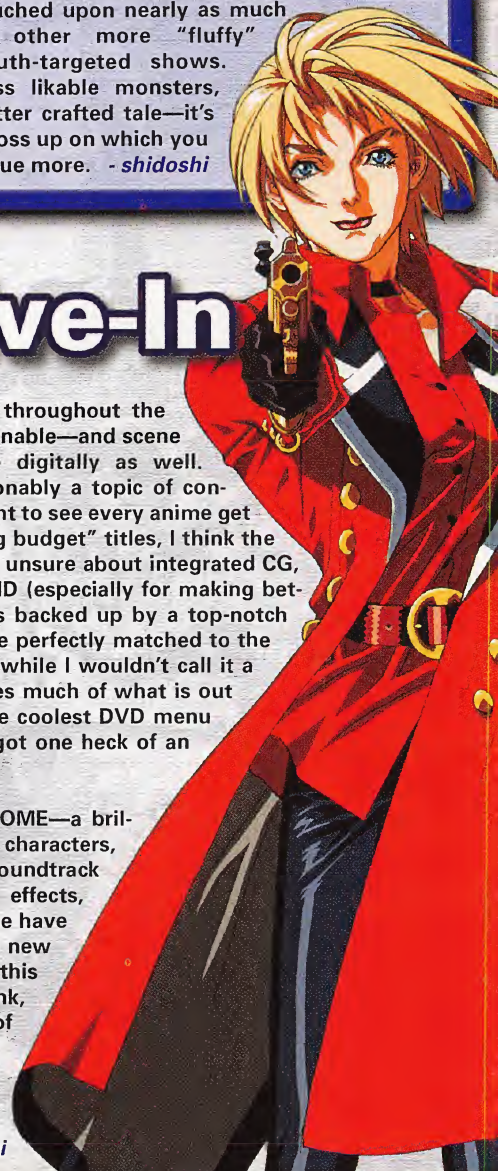 uched upon nearly as much
other more “fluffy”
uth-targeted shows.
ss likable monsters,
tter crafted tale—it's
oss up on which you
ue more. - shidoshi
ve-In
throughout the
nable—and scene
digitally as well.
onably a topic of con-
nt to see every anime get
g budget” titles, I think the
unsure about integrated CG,
ID (especially for making bet-
s backed up by a top-notch
e perfectly matched to the
while I wouldn't call it a
es much of what is out
e coolest DVD menu
got one heck of an
OME—a bril-
characters,
oundtrack
effects,
e have
new
this
nk,
of
i